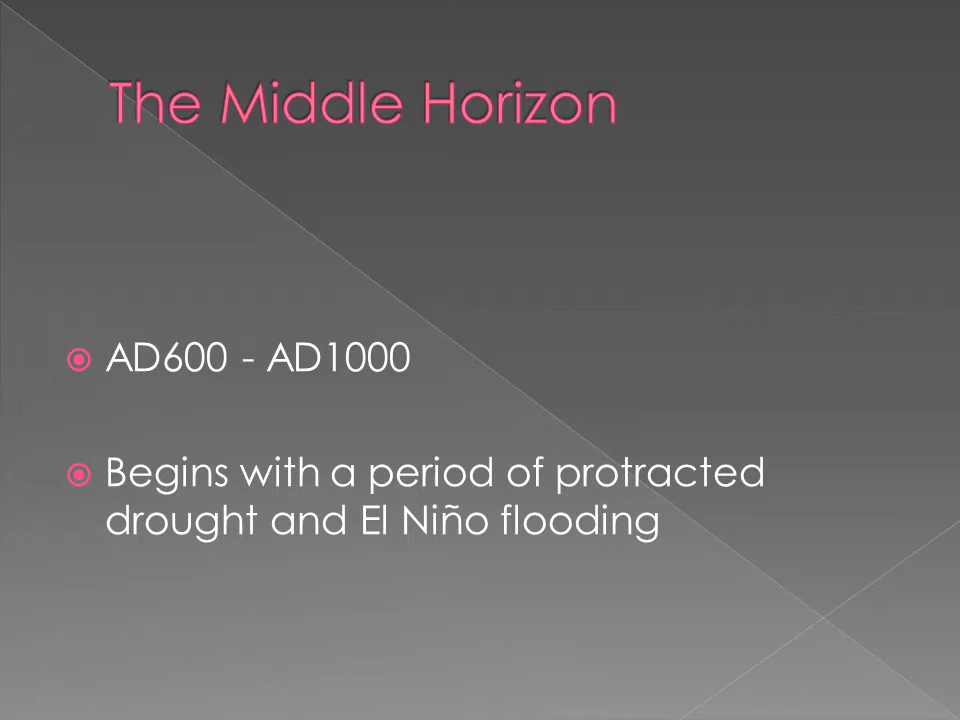 The Middle Horizon
AD600 - AD1000
Begins with a period of protracted
drought and El Niño flooding